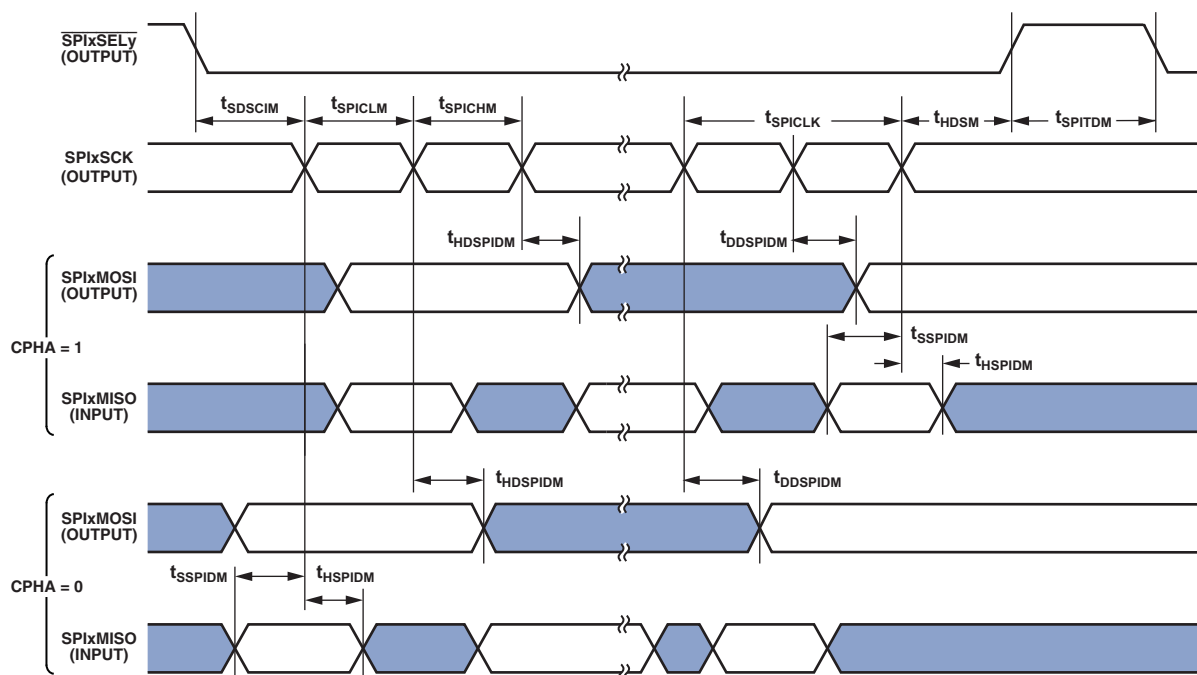 SPIxSELy
(OUTPUT)
tSDSCIM tSPICLM tSPICHM tSPICLK tHDSM tSPITDM
SPIxSCK
(OUTPUT)
tHDSPIDM tDDSPIDM
SPIxMOSI
(OUTPUT)
tSSPIDM
CPHA = 1
tHSPIDM
SPIxMISO
(INPUT)
tHDSPIDM tDDSPIDM
SPIxMOSI
(OUTPUT)
tSSPIDM tHSPIDM
CPHA = 0
SPIxMISO
(INPUT)